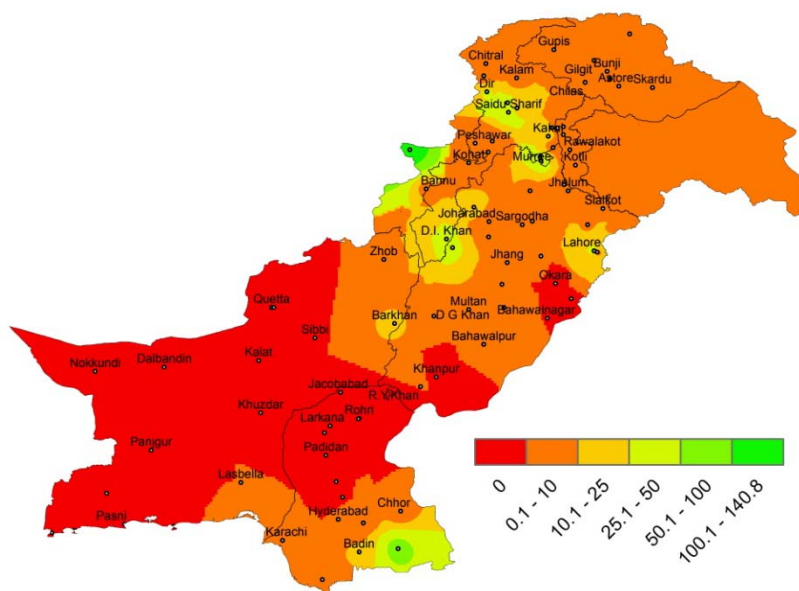 Gupis
Chitral
Bunji
Kalam
Gilgit
Astore
Skardu
Dir
Chilas
Saidu Sharif
Peshawar
Rawalakot
Kohat
Kotli
Murree
Bannu
Jhelum
Sialkot
Joharabad
Sargodha
D.I. Khan
Lahore
Zhob
Jhang
Okara
Quetta
Multan
Barkhan
D G Khan
Bahawalnagar
Sibbi
Bahawalpur
Nokkundi
Dalbandin
Kalat
Khanpur
Jacobabad
R.Y.Khan
Khuzdar
Rohri
Larkana
Panjgur
Padidan
Lasbella
Pasni
Chhor
Hyderabad
Karachi
Badin
0
0.1 - 10
10.1 - 25
25.1 - 50
50.1 - 100
100.1 - 140.8